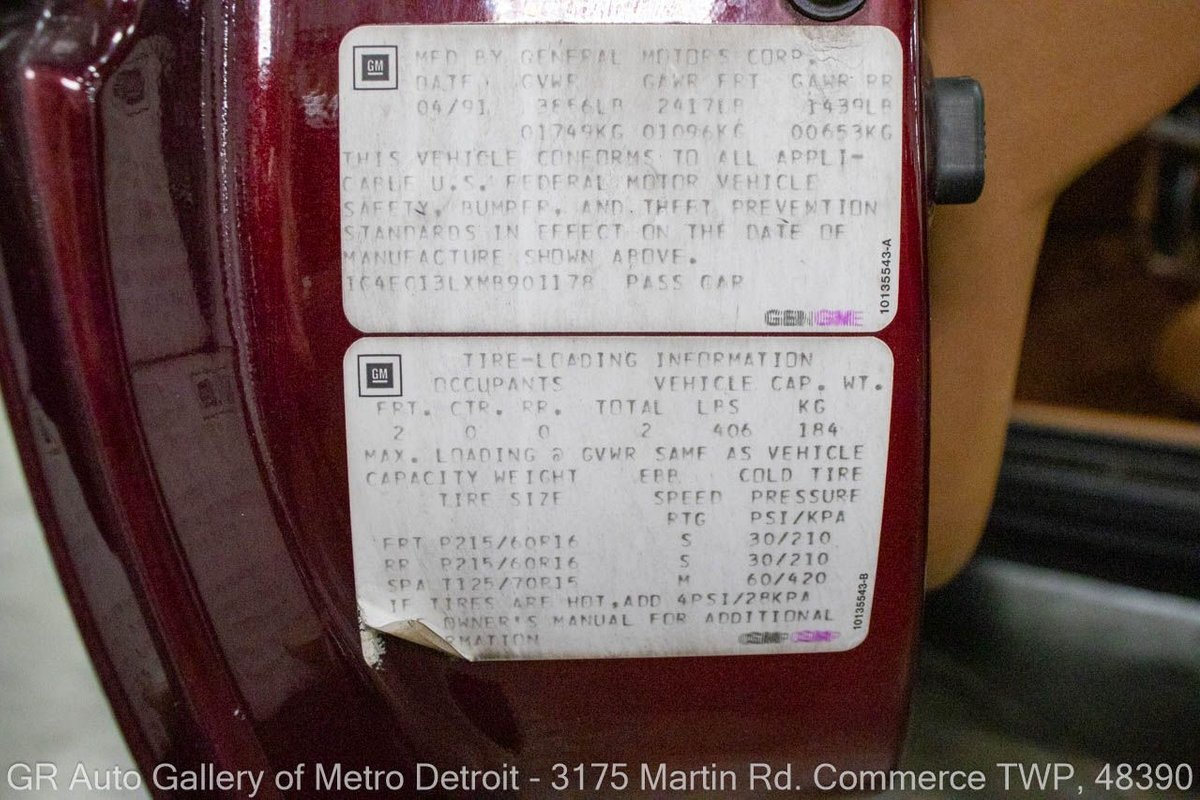 GM
MFD BY GENERAL MOTORS CORP.
DATE GVWR GAWR FRT GAWR RR
04/91 3856LB 2417LB 1439LB
01749KG 01096KG 00653KG
THIS VEHICLE CONFORMS TO ALL APPLI-
CABLE U.S. FEDERAL MOTOR VEHICLE
SAFETY, BUMPER, AND THEFT PREVENTION
STANDARDS IN EFFECT ON THE DATE OF
MANUFACTURE SHOWN ABOVE.
1G4EC13LXMB901178 PASS CAR
10135543-A
GM
TIRE-LOADING INFORMATION
OCCUPANTS VEHICLE CAP. WT.
FRT. CTR. RR. TOTAL LBS KG
2 0 0 2 406 184
MAX. LOADING @ GVWR SAME AS VEHICLE
CAPACITY WEIGHT COLD TIRE
TIRE SIZE SPEED PRESSURE
RTG PSI/KPA
FRT P215/60R16 S 30/210
RR P215/60R16 S 30/210
SPA T125/70R15 M 60/420
IF TIRES ARE HOT, ADD 4PSI/28KPA
OWNER'S MANUAL FOR ADDITIONAL
RMATION
10135543-B
GR Auto Gallery of Metro Detroit - 3175 Martin Rd. Commerce TWP, 48390